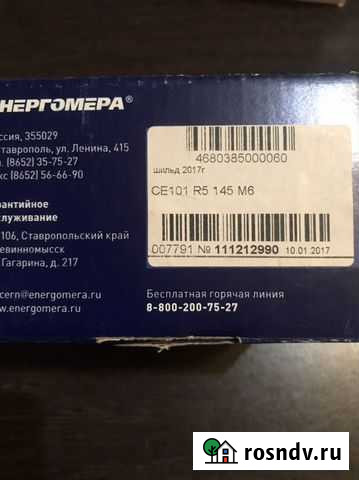 НЕРГОМЕРА®
ссия, 355029
таврополь, ул. Ленина, 415
л. (8652) 35-75-27
кс (8652) 56-66-90
рантийное
служивание
106, Ставропольский край
евинномысск
Гагарина, д. 217
cern@energomera.ru
w.energomera.ru
4680385000060
шильд 2017г
CE101 R5 145 M6
007791 № 111212990 10.01.2017
Бесплатная горячая линия
8-800-200-75-27
rosndv.ru